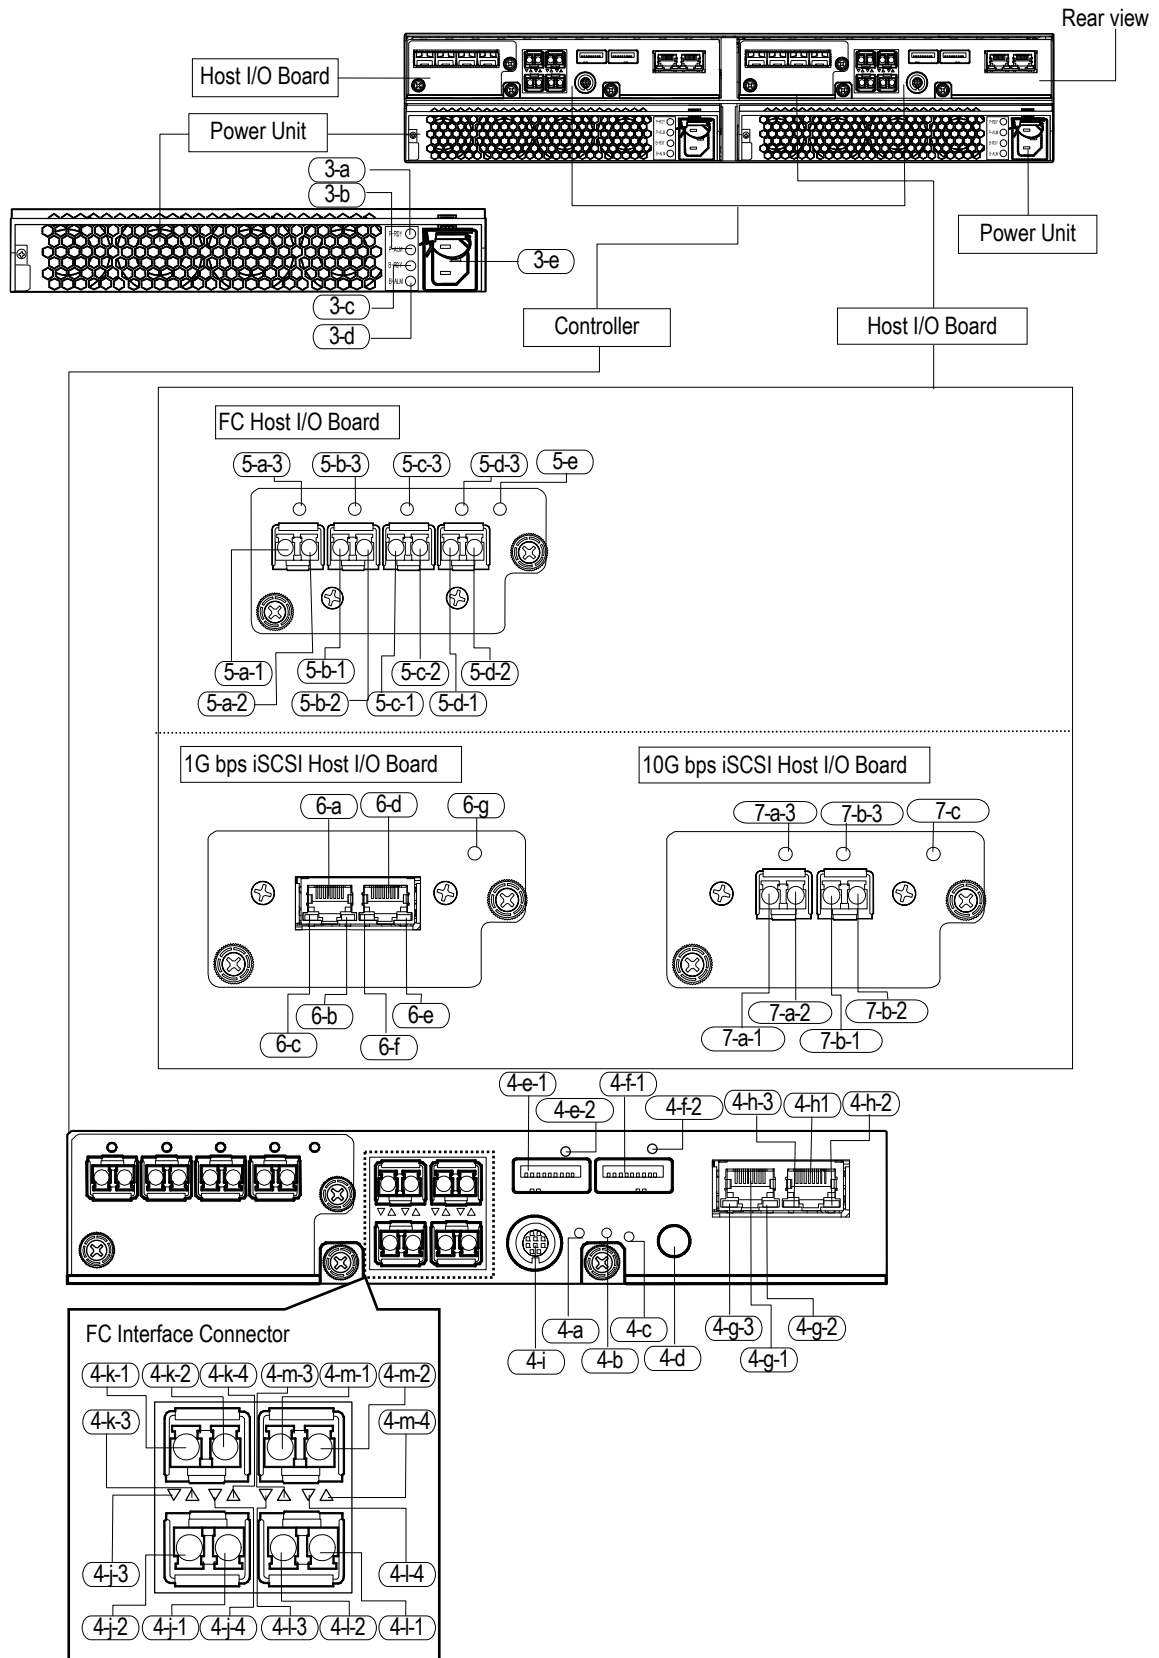 Rear view
Host I/O Board
Power Unit
3-a
3-b
P-RDY
P-ALM
B-RDY
B-ALM
3-e
3-c
3-d
Power Unit
Controller
Host I/O Board
FC Host I/O Board
5-a-3
5-b-3
5-c-3
5-d-3
5-e
5-a-1
5-b-1
5-c-2
5-d-2
5-a-2
5-b-2
5-c-1
5-d-1
1G bps iSCSI Host I/O Board
10G bps iSCSI Host I/O Board
6-a
6-d
6-g
7-a-3
7-b-3
7-c
6-b
6-e
6-c
6-f
7-a-2
7-b-2
7-a-1
7-b-1
4-e-1
4-f-1
4-e-2
4-f-2
4-h-3
4-h1
4-h-2
4-a
4-c
4-g-3
4-g-2
4-i
4-b
4-d
4-g-1
FC Interface Connector
4-k-1
4-k-2
4-k-4
4-m-3
4-m-1
4-m-2
4-k-3
4-m-4
4-j-3
4-l-4
4-j-2
4-j-1
4-j-4
4-l-3
4-l-2
4-l-1